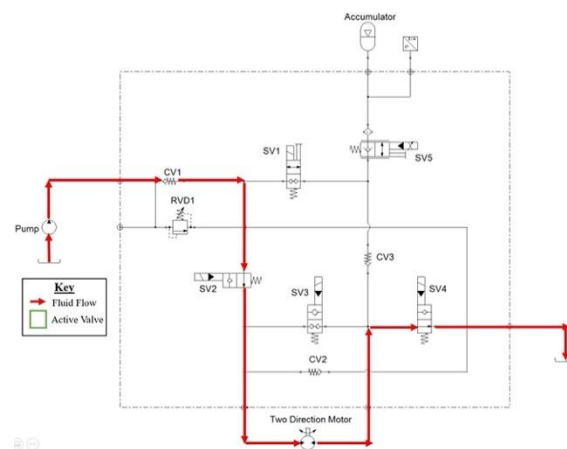 Accumulator
SV1
SV5
CV1
RVD1
Pump
CV3
SV2
SV3
SV4
Key
Fluid Flow
Active Valve
CV2
Two Direction Motor